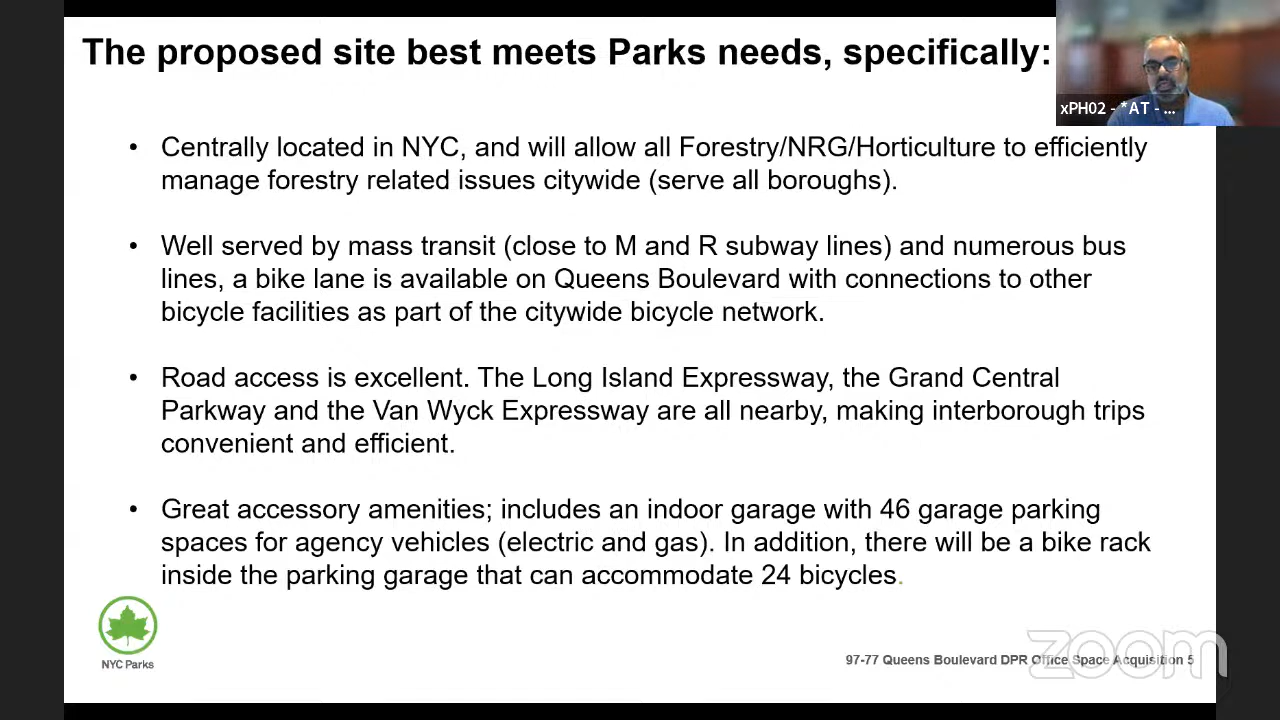 The proposed site best meets Parks needs, specifically:
xPH02 - *AT - ...
• Centrally located in NYC, and will allow all Forestry/NRG/Horticulture to efficiently
manage forestry related issues citywide (serve all boroughs).
• Well served by mass transit (close to M and R subway lines) and numerous bus
lines, a bike lane is available on Queens Boulevard with connections to other
bicycle facilities as part of the citywide bicycle network.
• Road access is excellent. The Long Island Expressway, the Grand Central
Parkway and the Van Wyck Expressway are all nearby, making interborough trips
convenient and efficient.
• Great accessory amenities; includes an indoor garage with 46 garage parking
spaces for agency vehicles (electric and gas). In addition, there will be a bike rack
inside the parking garage that can accommodate 24 bicycles.
NYC Parks
97-77 Queens Boulevard DPR Office Space Acquisition 5
zoom